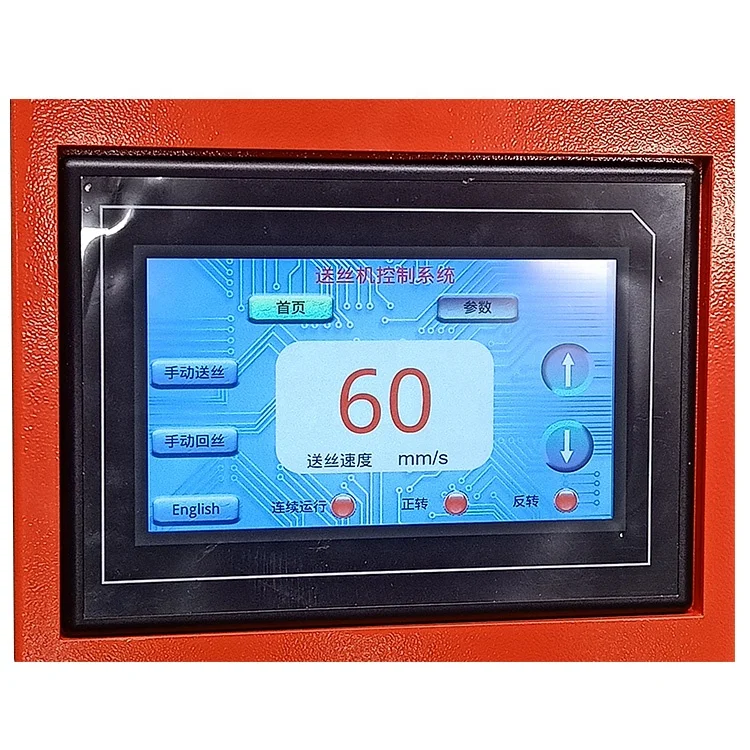 送丝机控制系统
首页
参数
手动送丝
60
手动回丝
送丝速度 mm/s
English
连续运行
正转
反转